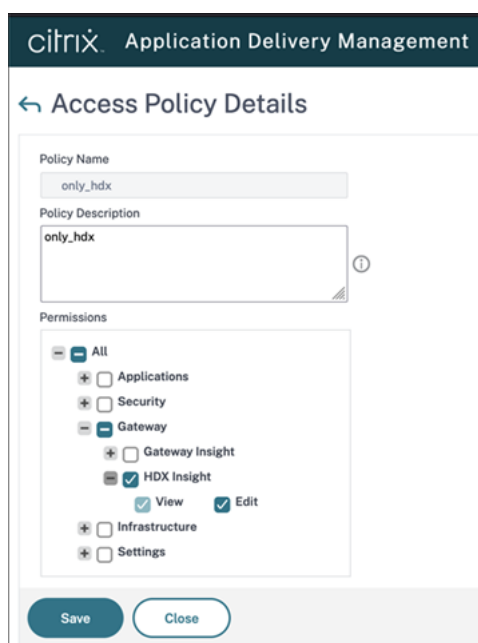 citrix. Application Delivery Management
Access Policy Details
Policy Name
only_hdx
Policy Description
only_hdx
Permissions
All
Applications
Security
Gateway
Gateway Insight
HDX Insight
View Edit
Infrastructure
Settings
Save Close